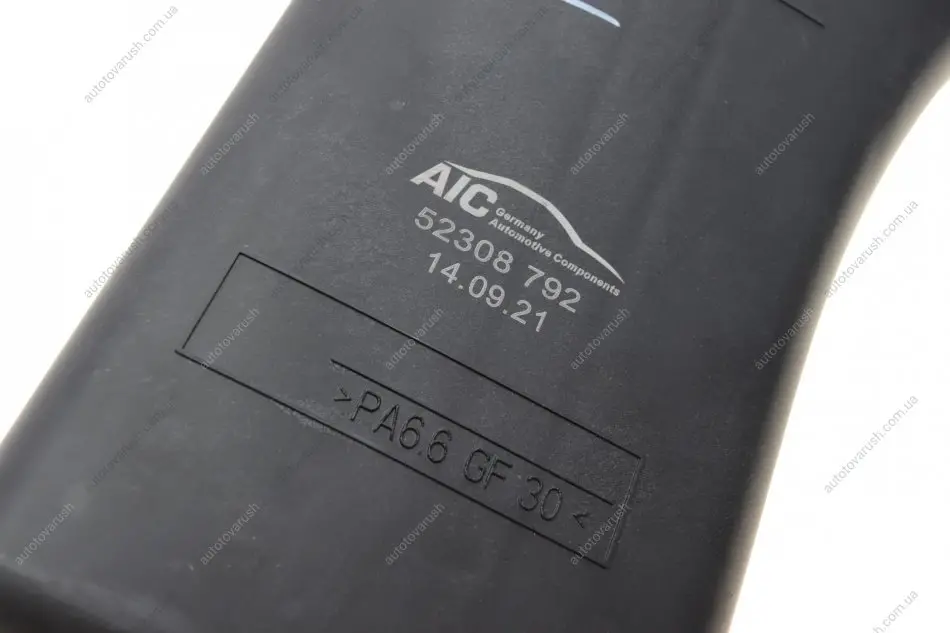 AIC Germany
Automotive Components
52308 792
14.09.21
>PA6.6 GF 30<
autotovarush.com.ua
autotovarush